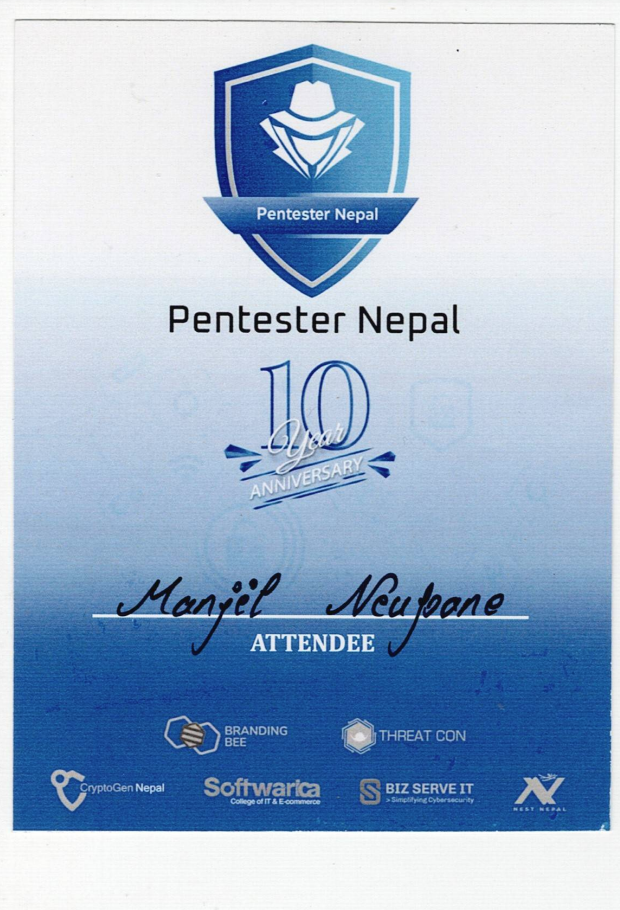 Pentester Nepal
Pentester Nepal
10
Year
ANNIVERSARY
Manjil Neupane
ATTENDEE
BRANDING
BEE
THREAT CON
CryptoGen Nepal
Softwarica
College of IT & E-commerce
BIZ SERVE IT
> Simplifying Cybersecurity
NEST NEPAL